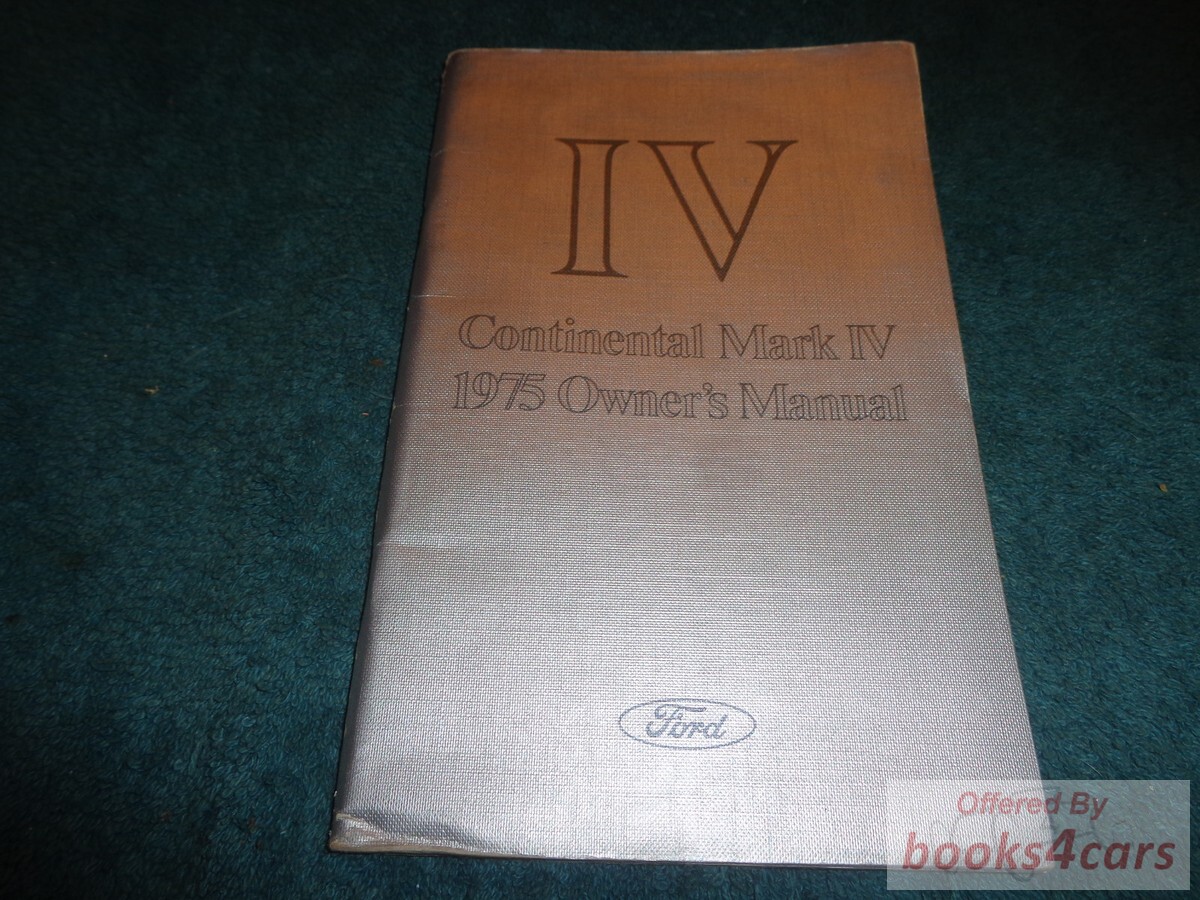 IV
Continental Mark IV
1975 Owner's Manual
Ford
Offered By
books4cars